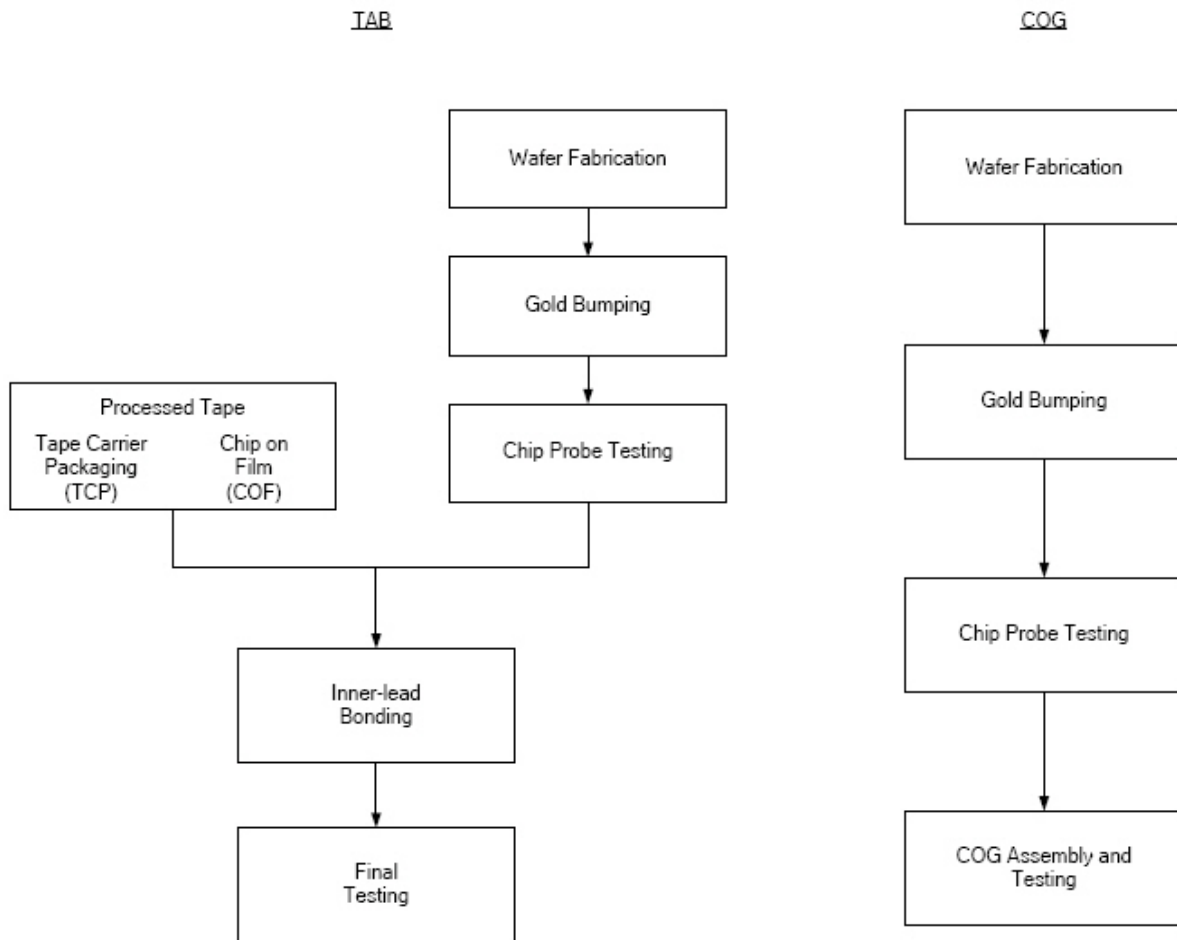 TAB
COG
Wafer Fabrication
Wafer Fabrication
Gold Bumping
Gold Bumping
Processed Tape
Tape Carrier
Packaging
(TCP)
Chip on
Film
(COF)
Chip Probe Testing
Chip Probe Testing
Inner-lead
Bonding
Final
Testing
COG Assembly and
Testing